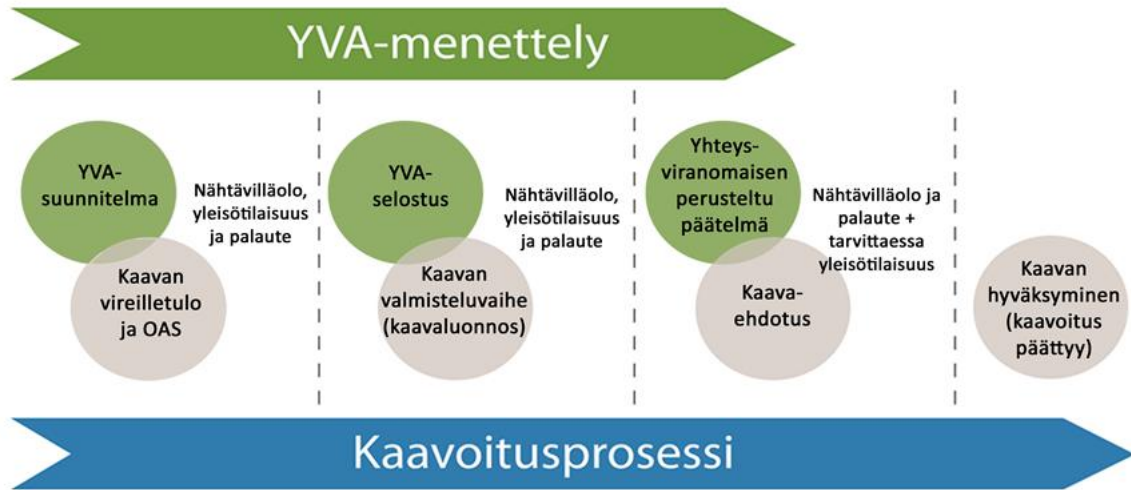 YVA-menettely
YVA-
suunnitelma
Nähtävilläolo,
yleisötilaisuus
ja palaute
Kaavan
vireilletulo
ja OAS
YVA-
selostus
Nähtävilläolo,
yleisötilaisuus
ja palaute
Kaavan
valmisteluvaihe
(kaavaluonnos)
Yhteys-
viranomaisen
perusteltu
päätelmä
Nähtävilläolo ja
palaute +
tarvittaessa
yleisötilaisuus
Kaava-
ehdotus
Kaavan
hyväksyminen
(kaavoitus
päättyy)
Kaavoitusprosessi